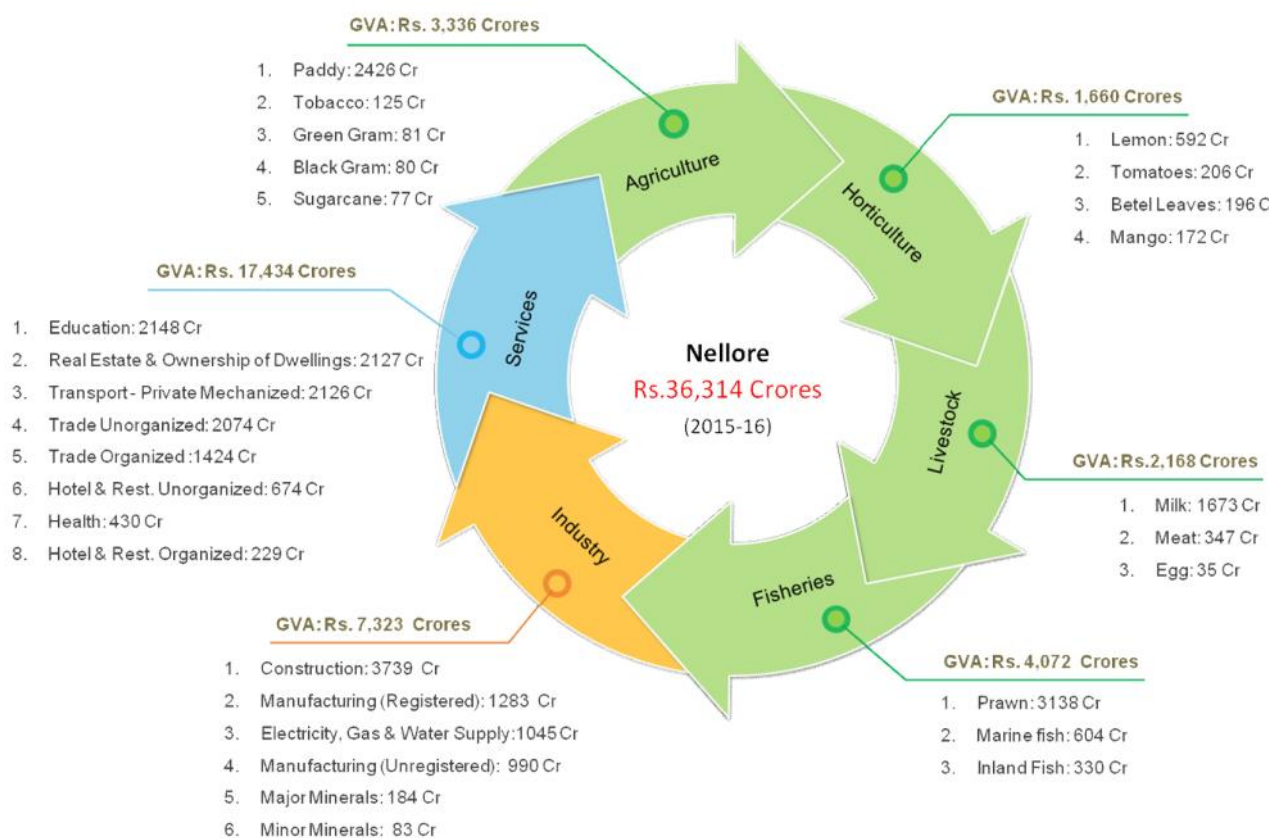 GVA: Rs. 3,336 Crores
1. Paddy: 2426 Cr
2. Tobacco: 125 Cr
3. Green Gram: 81 Cr
4. Black Gram: 80 Cr
5. Sugarcane: 77 Cr
GVA: Rs. 1,660 Crores
1. Lemon: 592 Cr
2. Tomatoes: 206 Cr
3. Betel Leaves: 196 C
4. Mango: 172 Cr
GVA: Rs. 17,434 Crores
1. Education: 2148 Cr
2. Real Estate & Ownership of Dwellings: 2127 Cr
3. Transport - Private Mechanized: 2126 Cr
4. Trade Unorganized: 2074 Cr
5. Trade Organized :1424 Cr
6. Hotel & Rest. Unorganized: 674 Cr
7. Health: 430 Cr
8. Hotel & Rest. Organized: 229 Cr
Agriculture
Horticulture
Services
Livestock
Industry
Fisheries
Nellore
Rs.36,314 Crores
(2015-16)
GVA: Rs.2,168 Crores
1. Milk: 1673 Cr
2. Meat: 347 Cr
3. Egg: 35 Cr
GVA: Rs. 7,323 Crores
1. Construction: 3739 Cr
2. Manufacturing (Registered): 1283 Cr
3. Electricity, Gas & Water Supply:1045 Cr
4. Manufacturing (Unregistered): 990 Cr
5. Major Minerals: 184 Cr
6. Minor Minerals: 83 Cr
GVA: Rs. 4,072 Crores
1. Prawn: 3138 Cr
2. Marine fish: 604 Cr
3. Inland Fish: 330 Cr